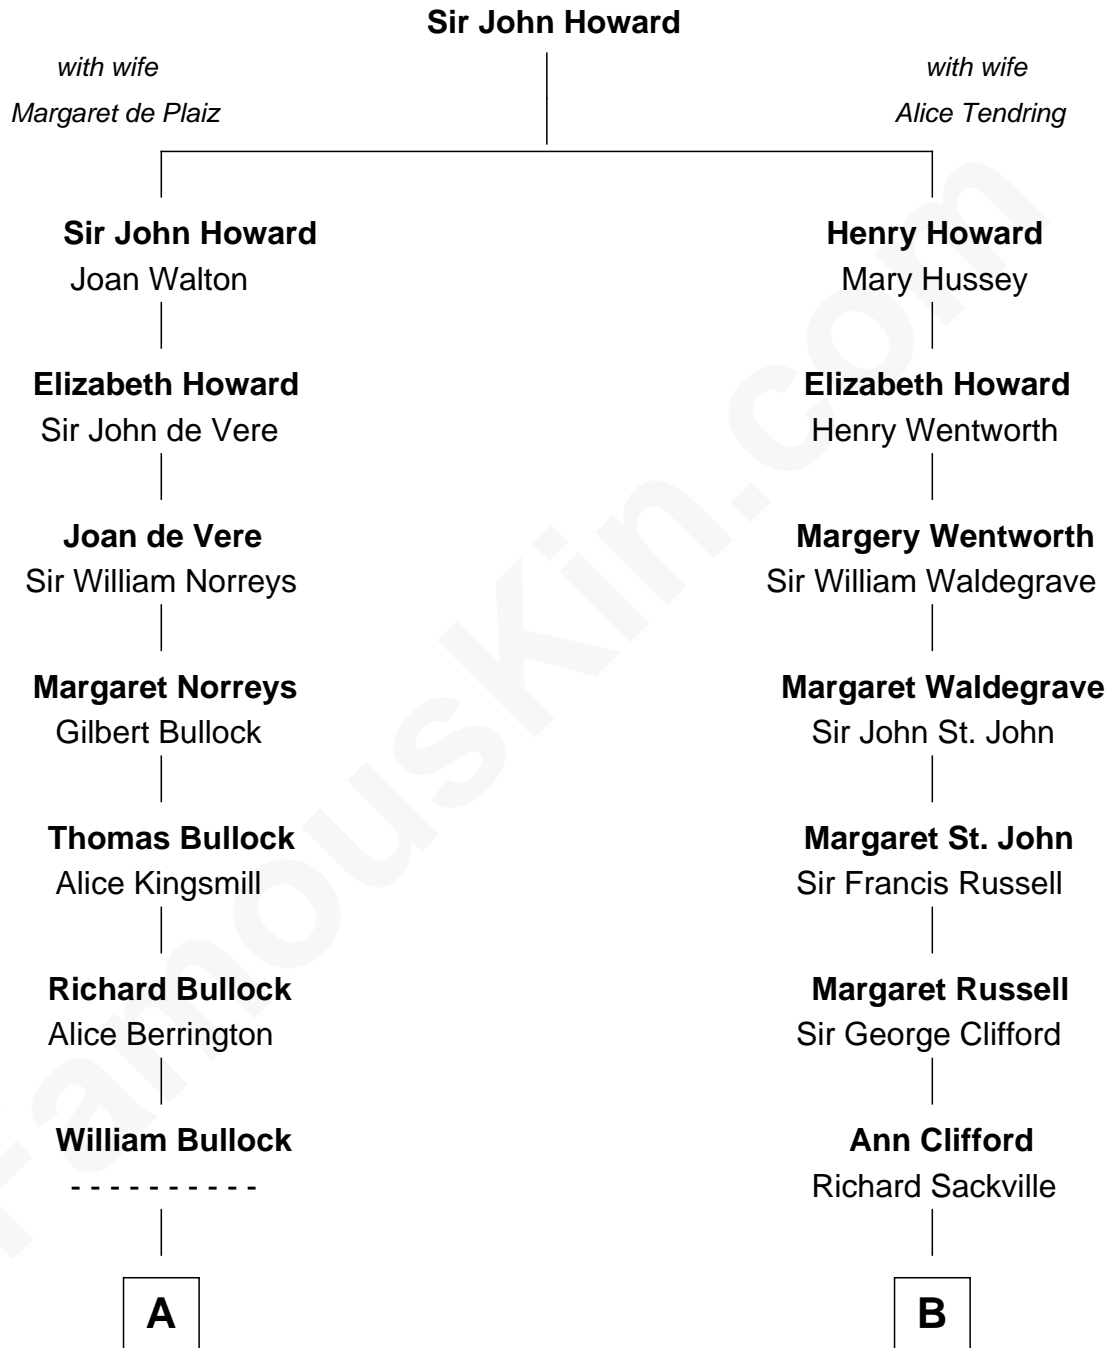 Sir John Howard
with wife
Margaret de Plaiz
with wife
Alice Tendring
Sir John Howard
Joan Walton
Henry Howard
Mary Hussey
Elizabeth Howard
Sir John de Vere
Elizabeth Howard
Henry Wentworth
Joan de Vere
Sir William Norreys
Margery Wentworth
Sir William Waldegrave
Margaret Norreys
Gilbert Bullock
Margaret Waldegrave
Sir John St. John
Thomas Bullock
Alice Kingsmill
Margaret St. John
Sir Francis Russell
Richard Bullock
Alice Berrington
Margaret Russell
Sir George Clifford
William Bullock
- - - - - - - - - -
Ann Clifford
Richard Sackville
A
B
FamousKin.com